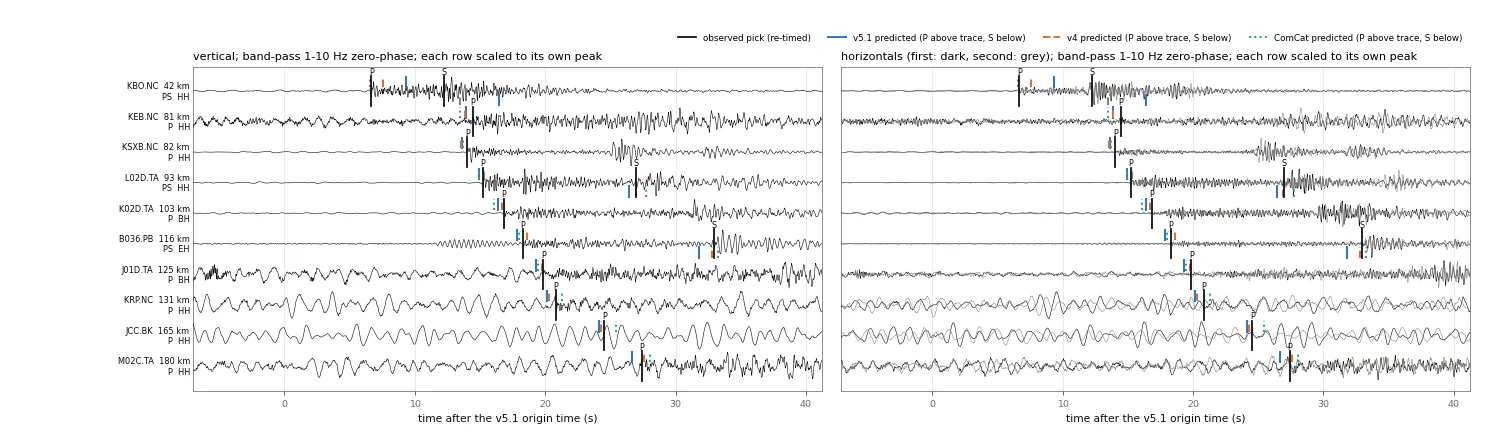 observed pick (re-timed) v5.1 predicted (P above trace, S below) v4 predicted (P above trace, S below) ComCat predicted (P above trace, S below)
vertical; band-pass 1-10 Hz zero-phase; each row scaled to its own peak
horizontals (first: dark, second: grey); band-pass 1-10 Hz zero-phase; each row scaled to its own peak
KBO.NC 42 km
PS HH
KEB.NC 81 km
P HH
KSXB.NC 82 km
P HH
L02D.TA 93 km
PS HH
K02D.TA 103 km
P BH
B036.PB 116 km
PS EH
J01D.TA 125 km
P BH
KRP.NC 131 km
P HH
JCC.BK 165 km
P HH
M02C.TA 180 km
P HH
P S
P
P
P S
P
P S
P
P
P
P
P S
P
P
P S
P
P S
P
P
P
P
0 10 20 30 40
0 10 20 30 40
time after the v5.1 origin time (s)
time after the v5.1 origin time (s)